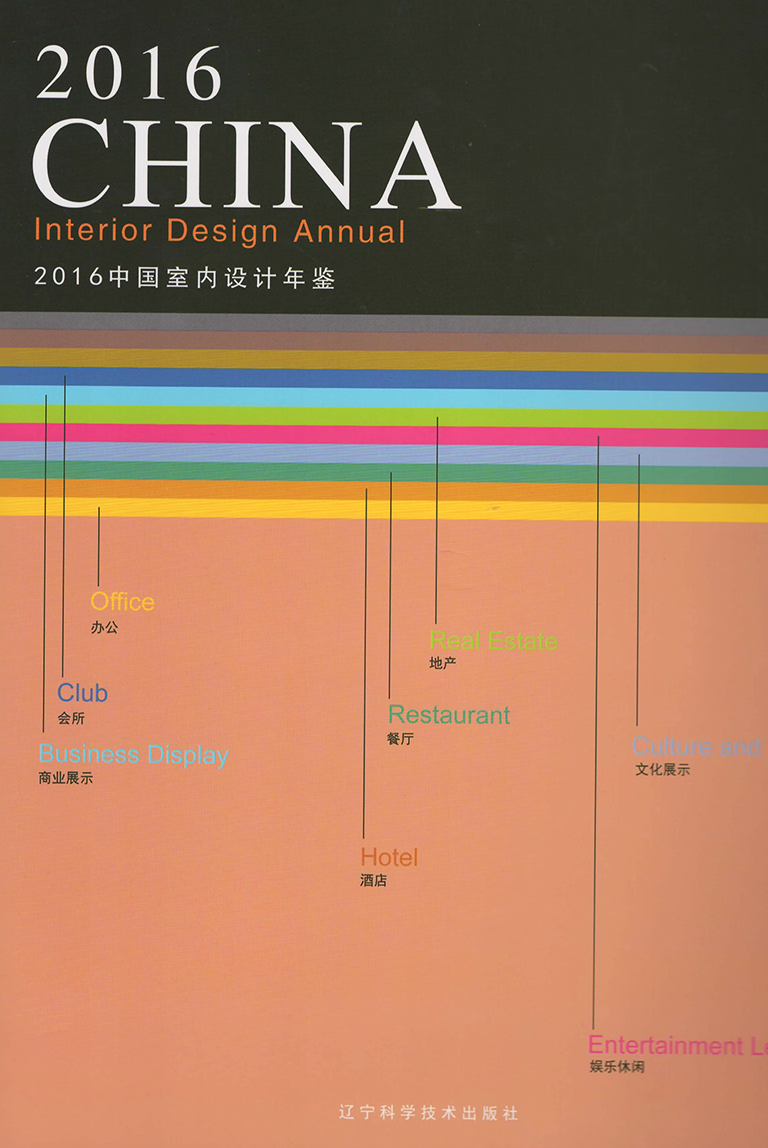 2016
CHINA
Interior Design Annual
2016中国室内设计年鉴
Office
办公
Real Estate
地产
Club
会所
Restaurant
餐厅
Business Display
商业展示
Culture and
文化展示
Hotel
酒店
Entertainment Le
娱乐休闲
辽宁科学技术出版社